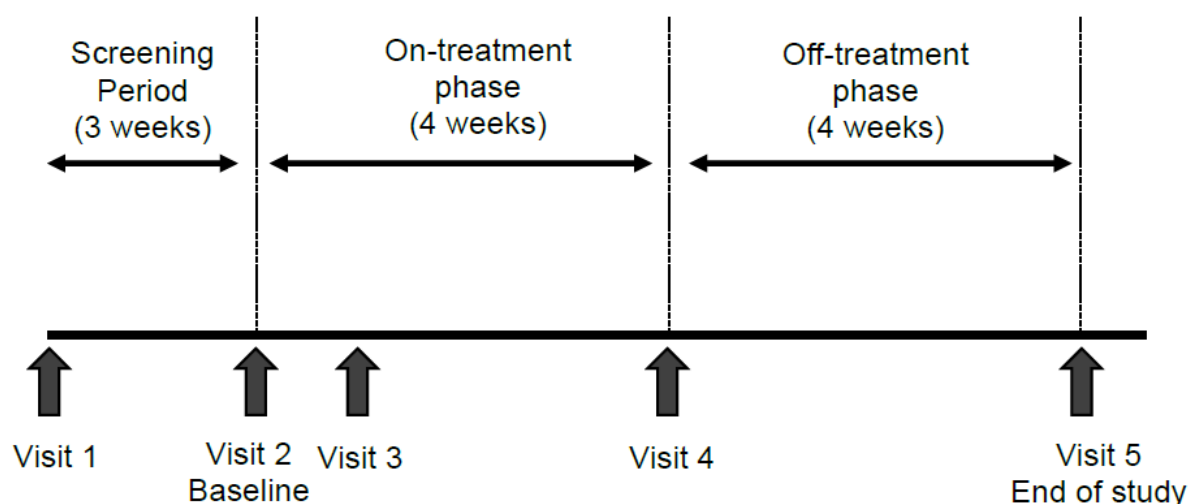 Screening
Period
(3 weeks)
On-treatment
phase
(4 weeks)
Off-treatment
phase
(4 weeks)
Visit 1
Visit 2
Baseline
Visit 3
Visit 4
Visit 5
End of study